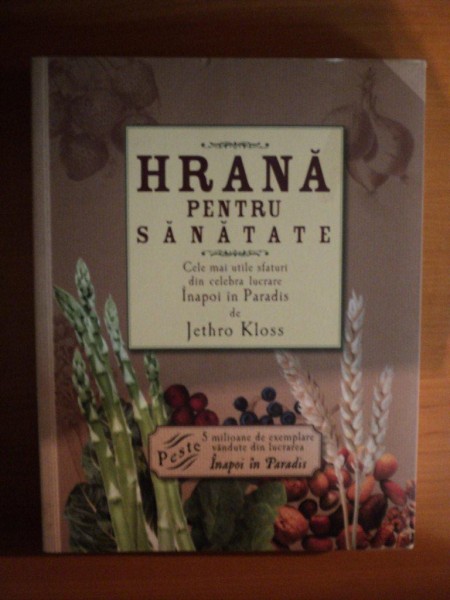 HRANĂ
PENTRU
SĂNĂTATE
Cele mai utile sfaturi
din celebra lucrare
Înapoi în Paradis
de
Jethro Kloss
Peste
5 milioane de exemplare
vândute din lucrarea
Înapoi în Paradis